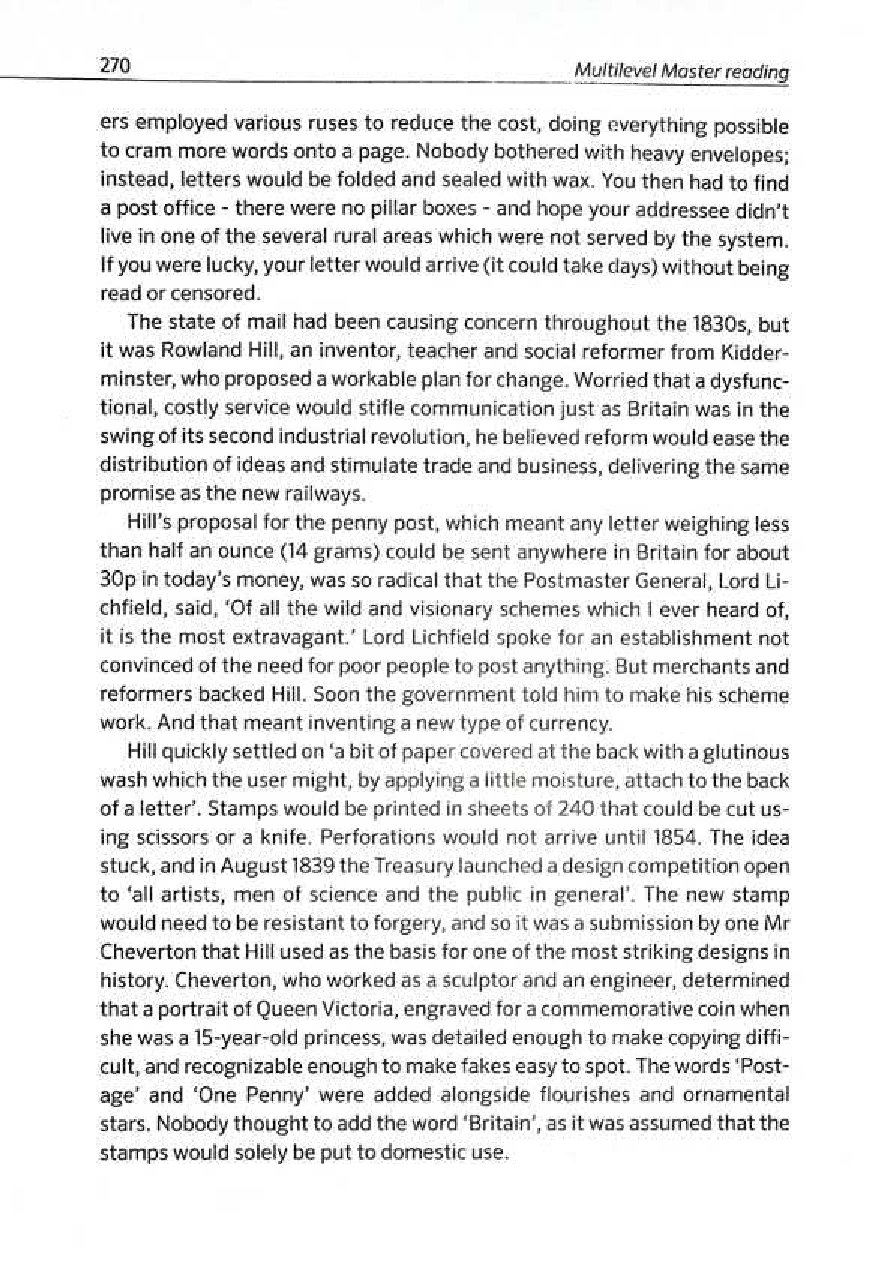 270
Multilevel Master reading
ers employed various ruses to reduce the cost, doing everything possible
to cram more words onto a page. Nobody bothered with heavy envelopes;
instead, letters would be folded and sealed with wax. You then had to find
a post office - there were no pillar boxes - and hope your addressee didn't
live in one of the several rural areas which were not served by the system.
If you were lucky, your letter would arrive (it could take days) without being
read or censored.
The state of mail had been causing concern throughout the 1830s, but
it was Rowland Hill, an inventor, teacher and social reformer from Kidder-
minster, who proposed a workable plan for change. Worried that a dysfunc-
tional, costly service would stifle communication just as Britain was in the
swing of its second industrial revolution, he believed reform would ease the
distribution of ideas and stimulate trade and business, delivering the same
promise as the new railways.
Hill's proposal for the penny post, which meant any letter weighing less
than half an ounce (14 grams) could be sent anywhere in Britain for about
30p in today's money, was so radical that the Postmaster General, Lord Li-
chfield, said, 'Of all the wild and visionary schemes which I ever heard of,
it is the most extravagant.' Lord Lichfield spoke for an establishment not
convinced of the need for poor people to post anything. But merchants and
reformers backed Hill. Soon the government told him to make his scheme
work. And that meant inventing a new type of currency.
Hill quickly settled on 'a bit of paper covered at the back with a glutinous
wash which the user might, by applying a little moisture, attach to the back
of a letter'. Stamps would be printed in sheets of 240 that could be cut us-
ing scissors or a knife. Perforations would not arrive until 1854. The idea
stuck, and in August 1839 the Treasury launched a design competition open
to 'all artists, men of science and the public in general'. The new stamp
would need to be resistant to forgery, and so it was a submission by one Mr
Cheverton that Hill used as the basis for one of the most striking designs in
history. Cheverton, who worked as a sculptor and an engineer, determined
that a portrait of Queen Victoria, engraved for a commemorative coin when
she was a 15-year-old princess, was detailed enough to make copying diffi-
cult, and recognizable enough to make fakes easy to spot. The words 'Post-
age' and 'One Penny' were added alongside flourishes and ornamental
stars. Nobody thought to add the word 'Britain', as it was assumed that the
stamps would solely be put to domestic use.